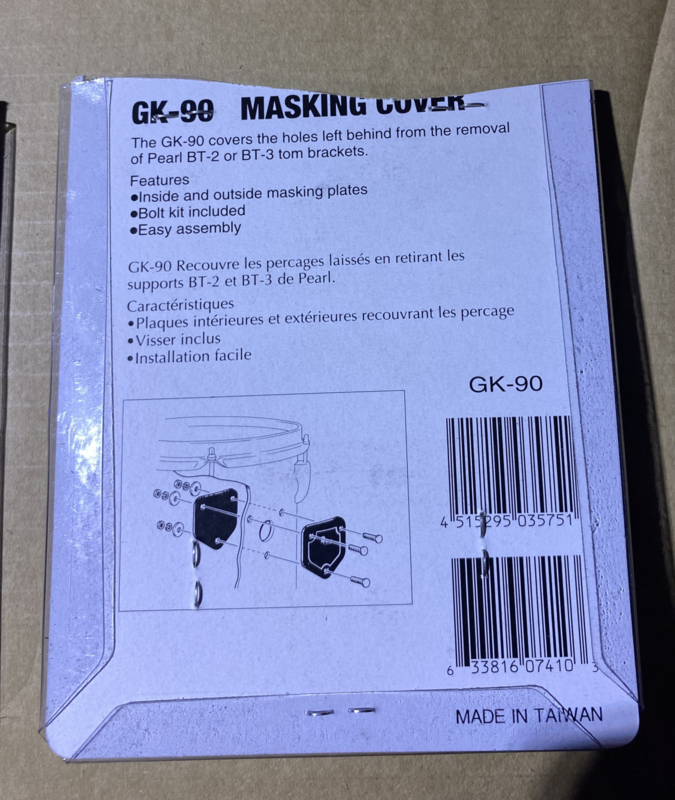 GK-90 MASKING COVER
The GK-90 covers the holes left behind from the removal
of Pearl BT-2 or BT-3 tom brackets.
Features
●Inside and outside masking plates
●Bolt kit included
●Easy assembly
GK-90 Recouvre les percages laissés en retirant les
supports BT-2 et BT-3 de Pearl.
Caractéristiques
•Plaques intérieures et extérieures recouvrant les percage
•Visser inclus
•Installation facile
GK-90
4 515295 035751
6 33816 07410 3
MADE IN TAIWAN